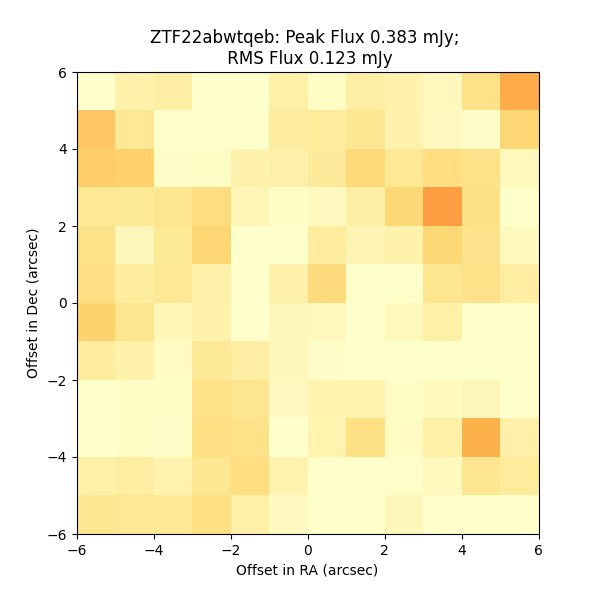 ZTF22abwtqeb: Peak Flux 0.383 mJy;
RMS Flux 0.123 mJy
6
4
2
0
−2
−4
−6
Offset in Dec (arcsec)
−6 −4 −2 0 2 4 6
Offset in RA (arcsec)